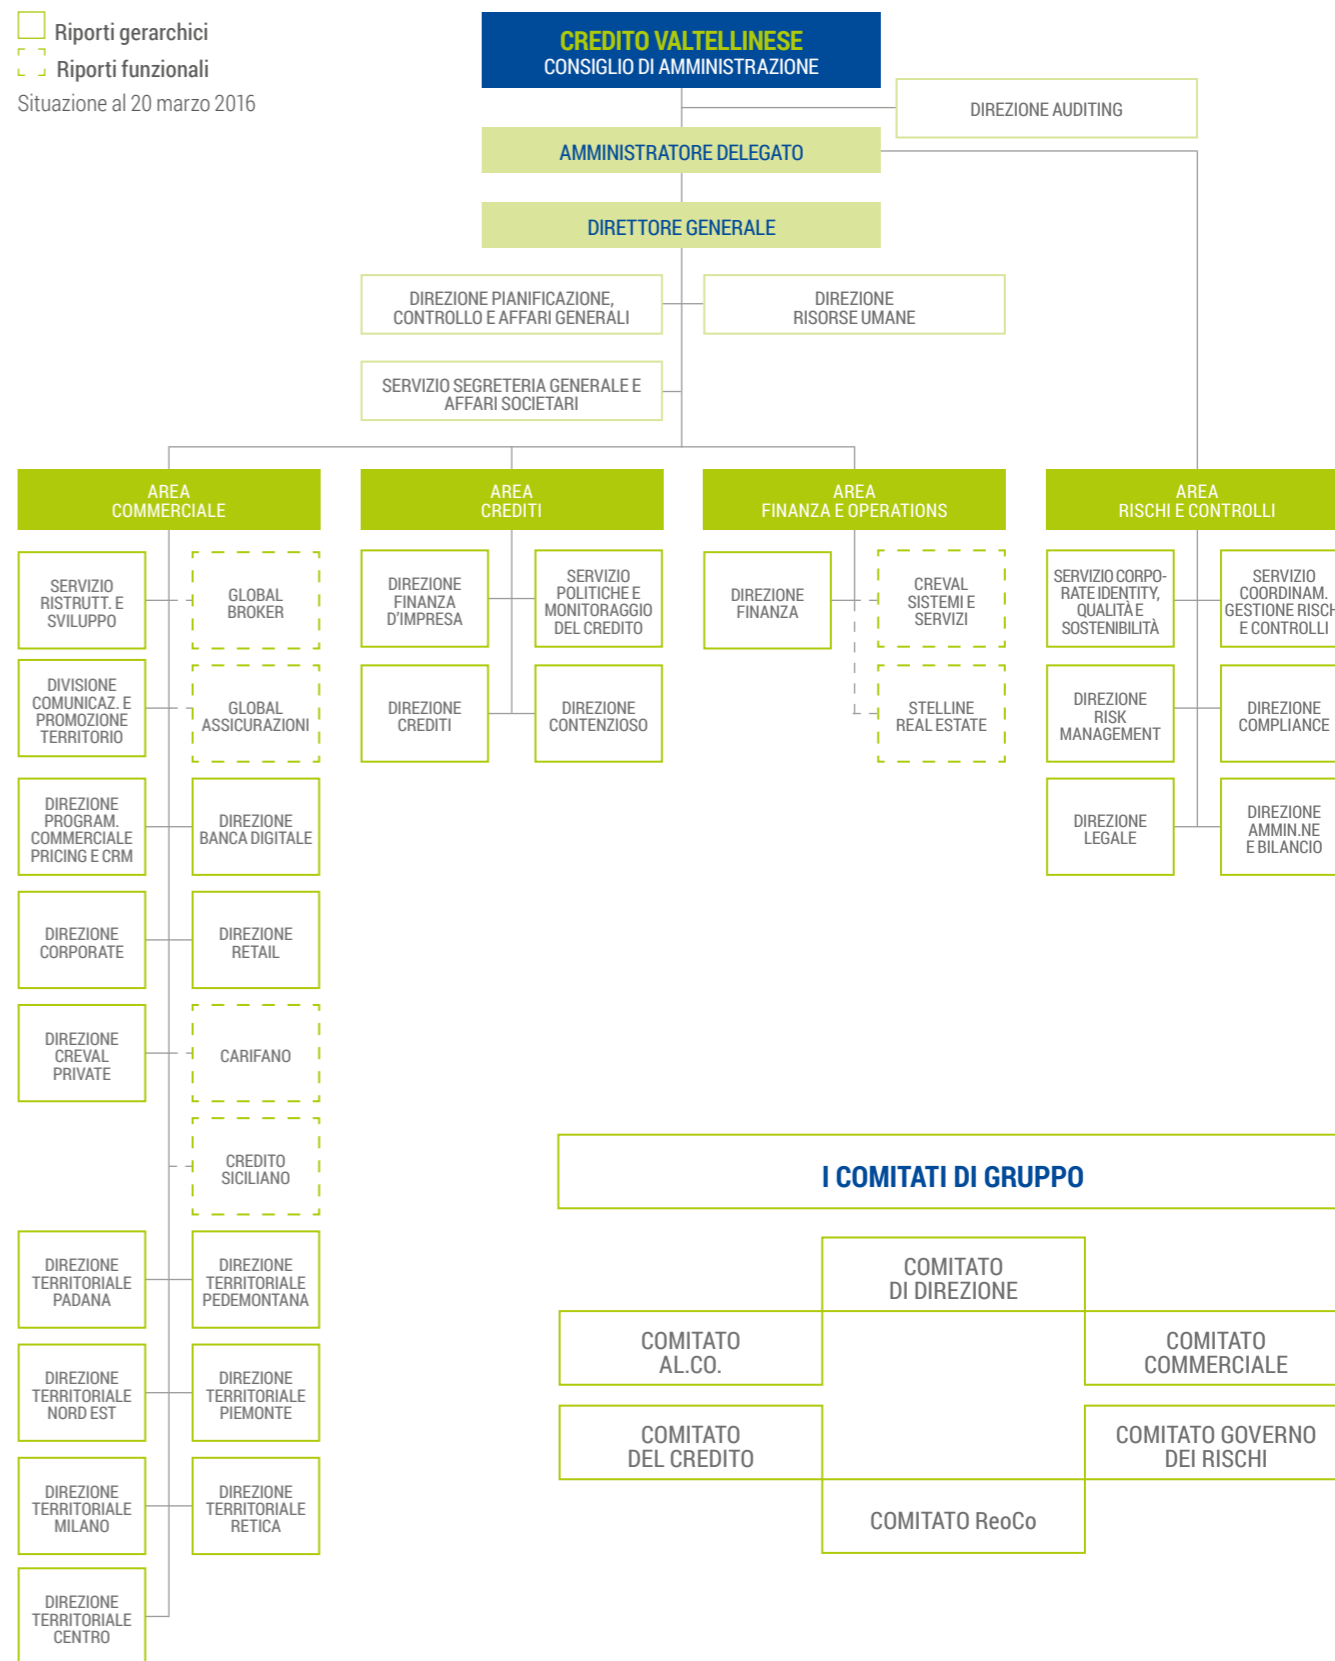 Riporti gerarchici
Riporti funzionali
Situazione al 20 marzo 2016
CREDITO VALTELLINESE
CONSIGLIO DI AMMINISTRAZIONE
DIREZIONE AUDITING
AMMINISTRATORE DELEGATO
DIRETTORE GENERALE
DIREZIONE PIANIFICAZIONE,
CONTROLLO E AFFARI GENERALI
DIREZIONE
RISORSE UMANE
SERVIZIO SEGRETERIA GENERALE E
AFFARI SOCIETARI
AREA
COMMERCIALE
AREA
CREDITI
AREA
FINANZA E OPERATIONS
AREA
RISCHI E CONTROLLI
SERVIZIO
RISTRUTT. E
SVILUPPO
GLOBAL
BROKER
DIREZIONE
FINANZA
D'IMPRESA
SERVIZIO
POLITICHE E
MONITORAGGIO
DEL CREDITO
DIREZIONE
FINANZA
CREVAL
SISTEMI E
SERVIZI
SERVIZIO CORPO-
RATE IDENTITY,
QUALITÀ E
SOSTENIBILITÀ
SERVIZIO
COORDINAM.
GESTIONE RISCH
E CONTROLLI
DIVISIONE
COMUNICAZ. E
PROMOZIONE
TERRITORIO
GLOBAL
ASSICURAZIONI
DIREZIONE
CREDITI
DIREZIONE
CONTENZIOSO
STELLINE
REAL ESTATE
DIREZIONE
RISK
MANAGEMENT
DIREZIONE
COMPLIANCE
DIREZIONE
PROGRAM.
COMMERCIALE
PRICING E CRM
DIREZIONE
BANCA DIGITALE
DIREZIONE
LEGALE
DIREZIONE
AMMIN.NE
E BILANCIO
DIREZIONE
CORPORATE
DIREZIONE
RETAIL
DIREZIONE
CREVAL
PRIVATE
CARIFANO
CREDITO
SICILIANO
DIREZIONE
TERRITORIALE
PADANA
DIREZIONE
TERRITORIALE
PEDEMONTANA
DIREZIONE
TERRITORIALE
NORD EST
DIREZIONE
TERRITORIALE
PIEMONTE
DIREZIONE
TERRITORIALE
MILANO
DIREZIONE
TERRITORIALE
RETICA
DIREZIONE
TERRITORIALE
CENTRO
I COMITATI DI GRUPPO
COMITATO
DI DIREZIONE
COMITATO
AL.CO.
COMITATO
COMMERCIALE
COMITATO
DEL CREDITO
COMITATO GOVERNO
DEI RISCHI
COMITATO ReoCo